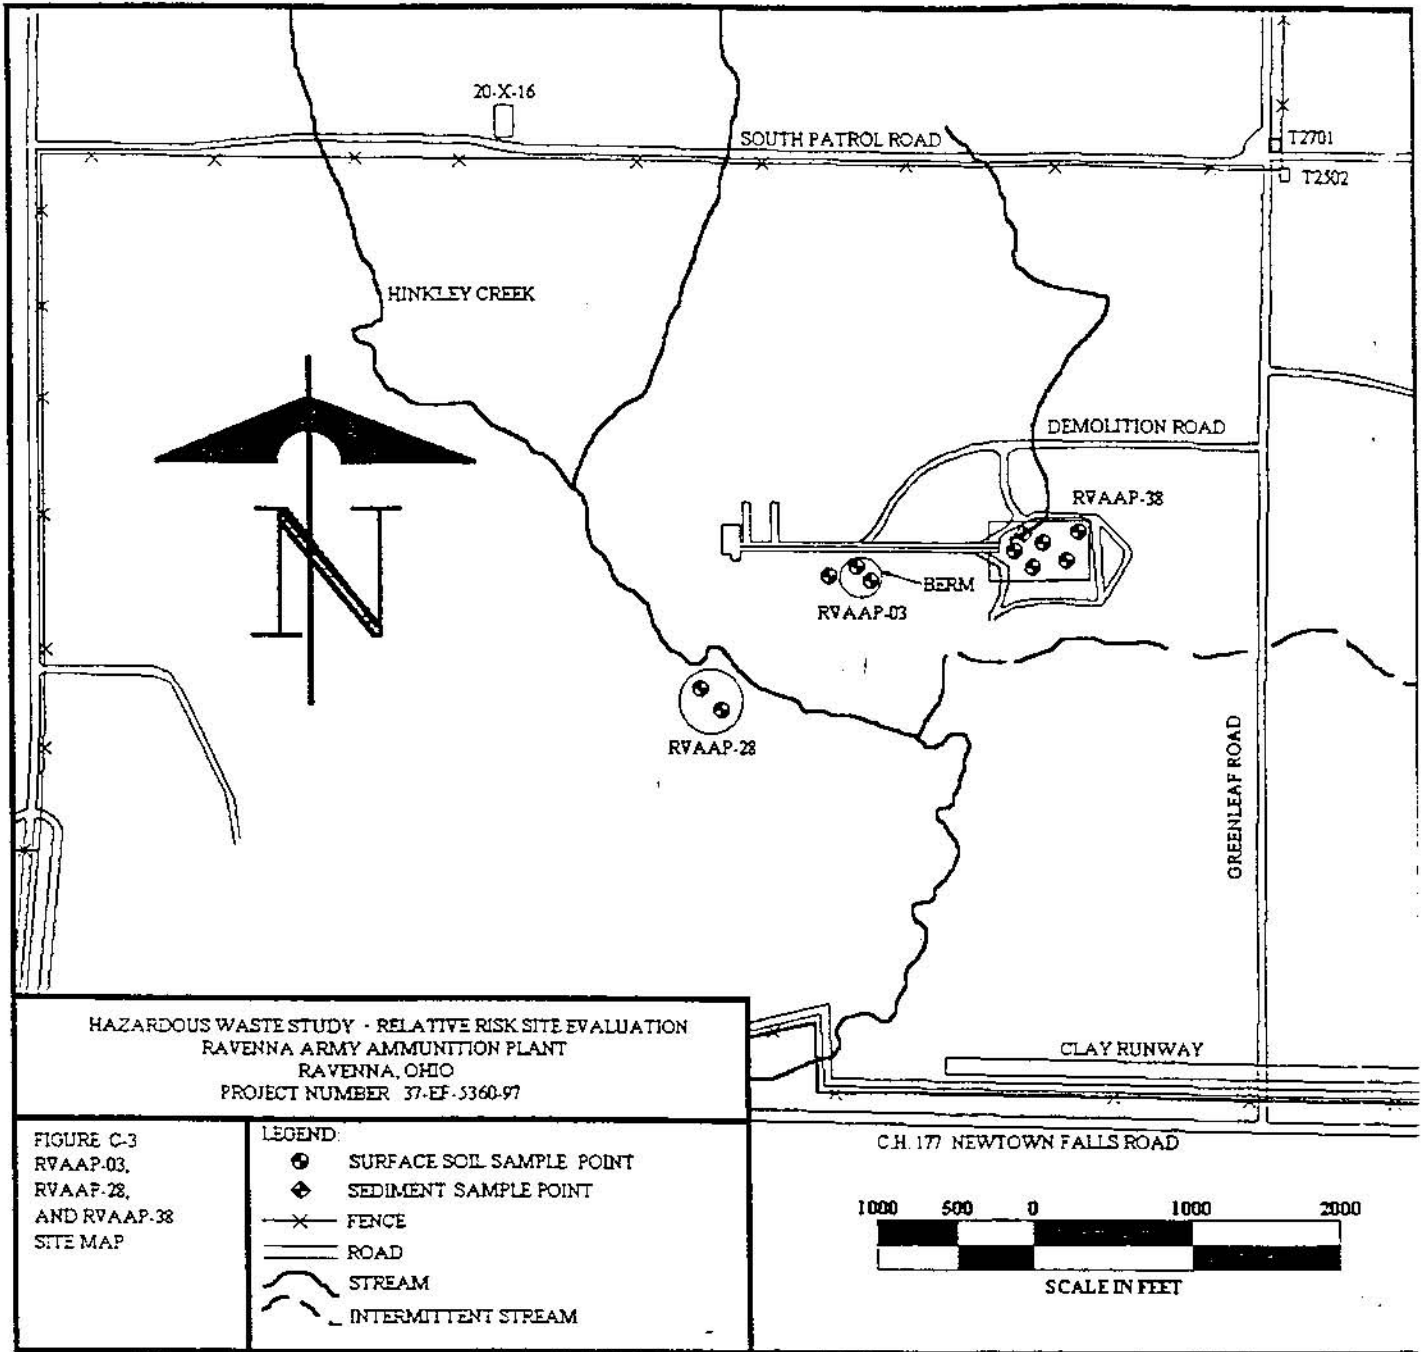 20-X-16
SOUTH PATROL ROAD
T2701
T2502
HINKLEY CREEK
DEMOLITION ROAD
RVAAP-38
BERM
RVAAP-03
RVAAP-28
GREENLEAF ROAD
N
CLAY RUNWAY
C.H. 177 NEWTOWN FALLS ROAD
HAZARDOUS WASTE STUDY - RELATIVE RISK SITE EVALUATION
RAVENNA ARMY AMMUNITION PLANT
RAVENNA, OHIO
PROJECT NUMBER 37-EF-5360-97
FIGURE C-3
RVAAP-03,
RVAAP-28,
AND RVAAP-38
SITE MAP
LEGEND:
SURFACE SOIL SAMPLE POINT
SEDIMENT SAMPLE POINT
FENCE
ROAD
STREAM
INTERMITTENT STREAM
1000 500 0 1000 2000
SCALE IN FEET